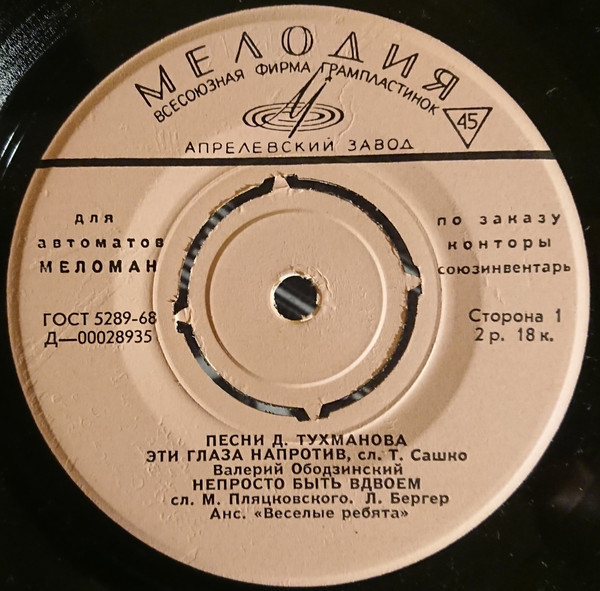 МЕЛОДИЯ
ВСЕСОЮЗНАЯ ФИРМА ГРАМПЛАСТИНОК
45
АПРЕЛЕВСКИЙ ЗАВОД
для
автоматов
МЕЛОМАН
по заказу
конторы
союзинвентарь
ГОСТ 5289-68
Д—00028935
Сторона 1
2 р. 18 к.
ПЕСНИ Д. ТУХМАНОВА
ЭТИ ГЛАЗА НАПРОТИВ, сл. Т. Сашко
Валерий Ободзинский
НЕПРОСТО БЫТЬ ВДВОЕМ
сл. М. Пляцковского. Л. Бергер
Анс. «Веселые ребята»